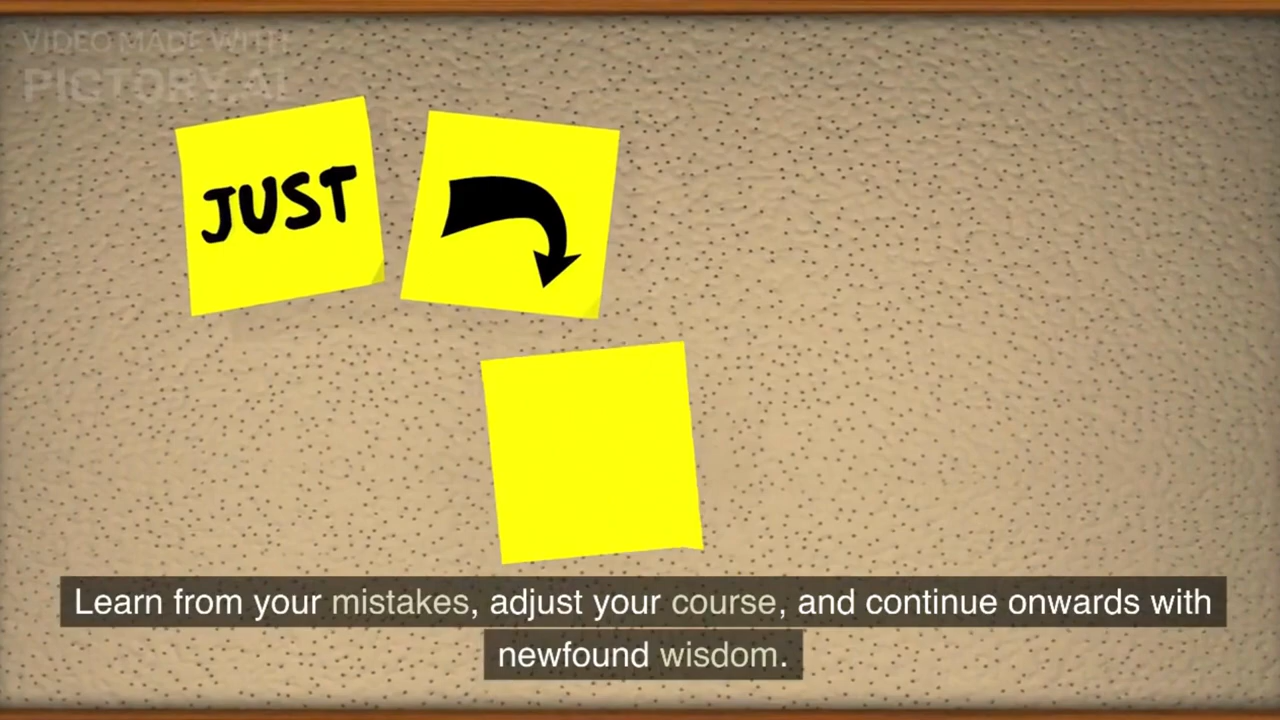 VIDEO MADE WITH
PICTORY.AI
JUST
Learn from your mistakes, adjust your course, and continue onwards with
newfound wisdom.